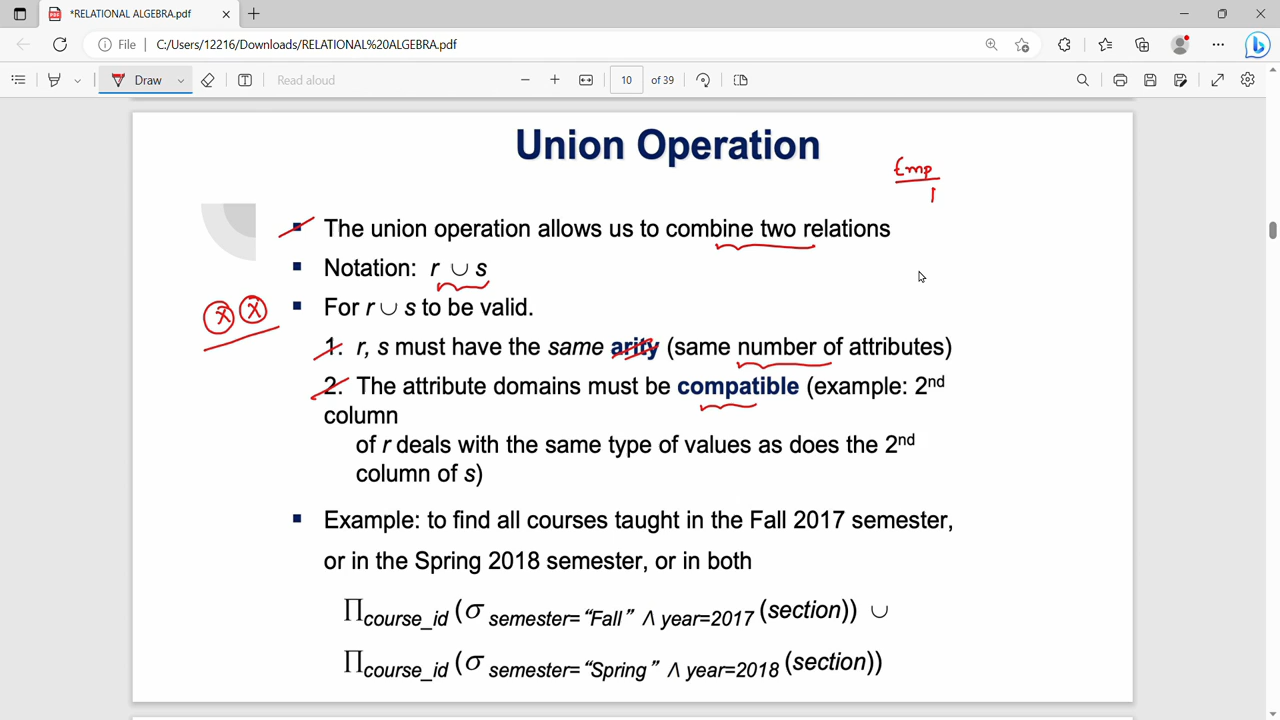 *RELATIONAL ALGEBRA.pdf
File C:/Users/12216/Downloads/RELATIONAL%20ALGEBRA.pdf
Draw Read aloud 10 of 39
Union Operation
Emp
1
▪ The union operation allows us to combine two relations
▪ Notation: r ∪ s
▪ For r ∪ s to be valid.
x x
1. r, s must have the same arity (same number of attributes)
2. The attribute domains must be compatible (example: 2nd
column
of r deals with the same type of values as does the 2nd
column of s)
▪ Example: to find all courses taught in the Fall 2017 semester,
or in the Spring 2018 semester, or in both
∏course_id (σ semester=“Fall” Λ year=2017 (section)) ∪
∏course_id (σ semester=“Spring” Λ year=2018 (section))